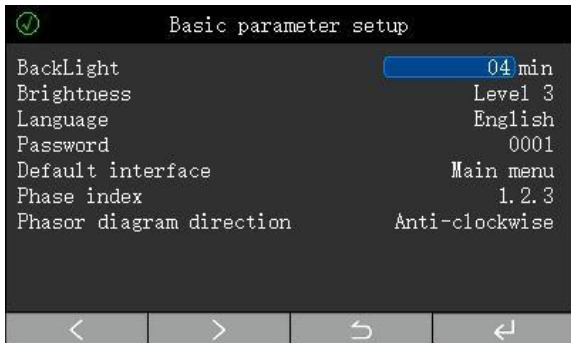 Basic parameter setup
BackLight 04 min
Brightness Level 3
Language English
Password 0001
Default interface Main menu
Phase index 1.2.3
Phasor diagram direction Anti-clockwise